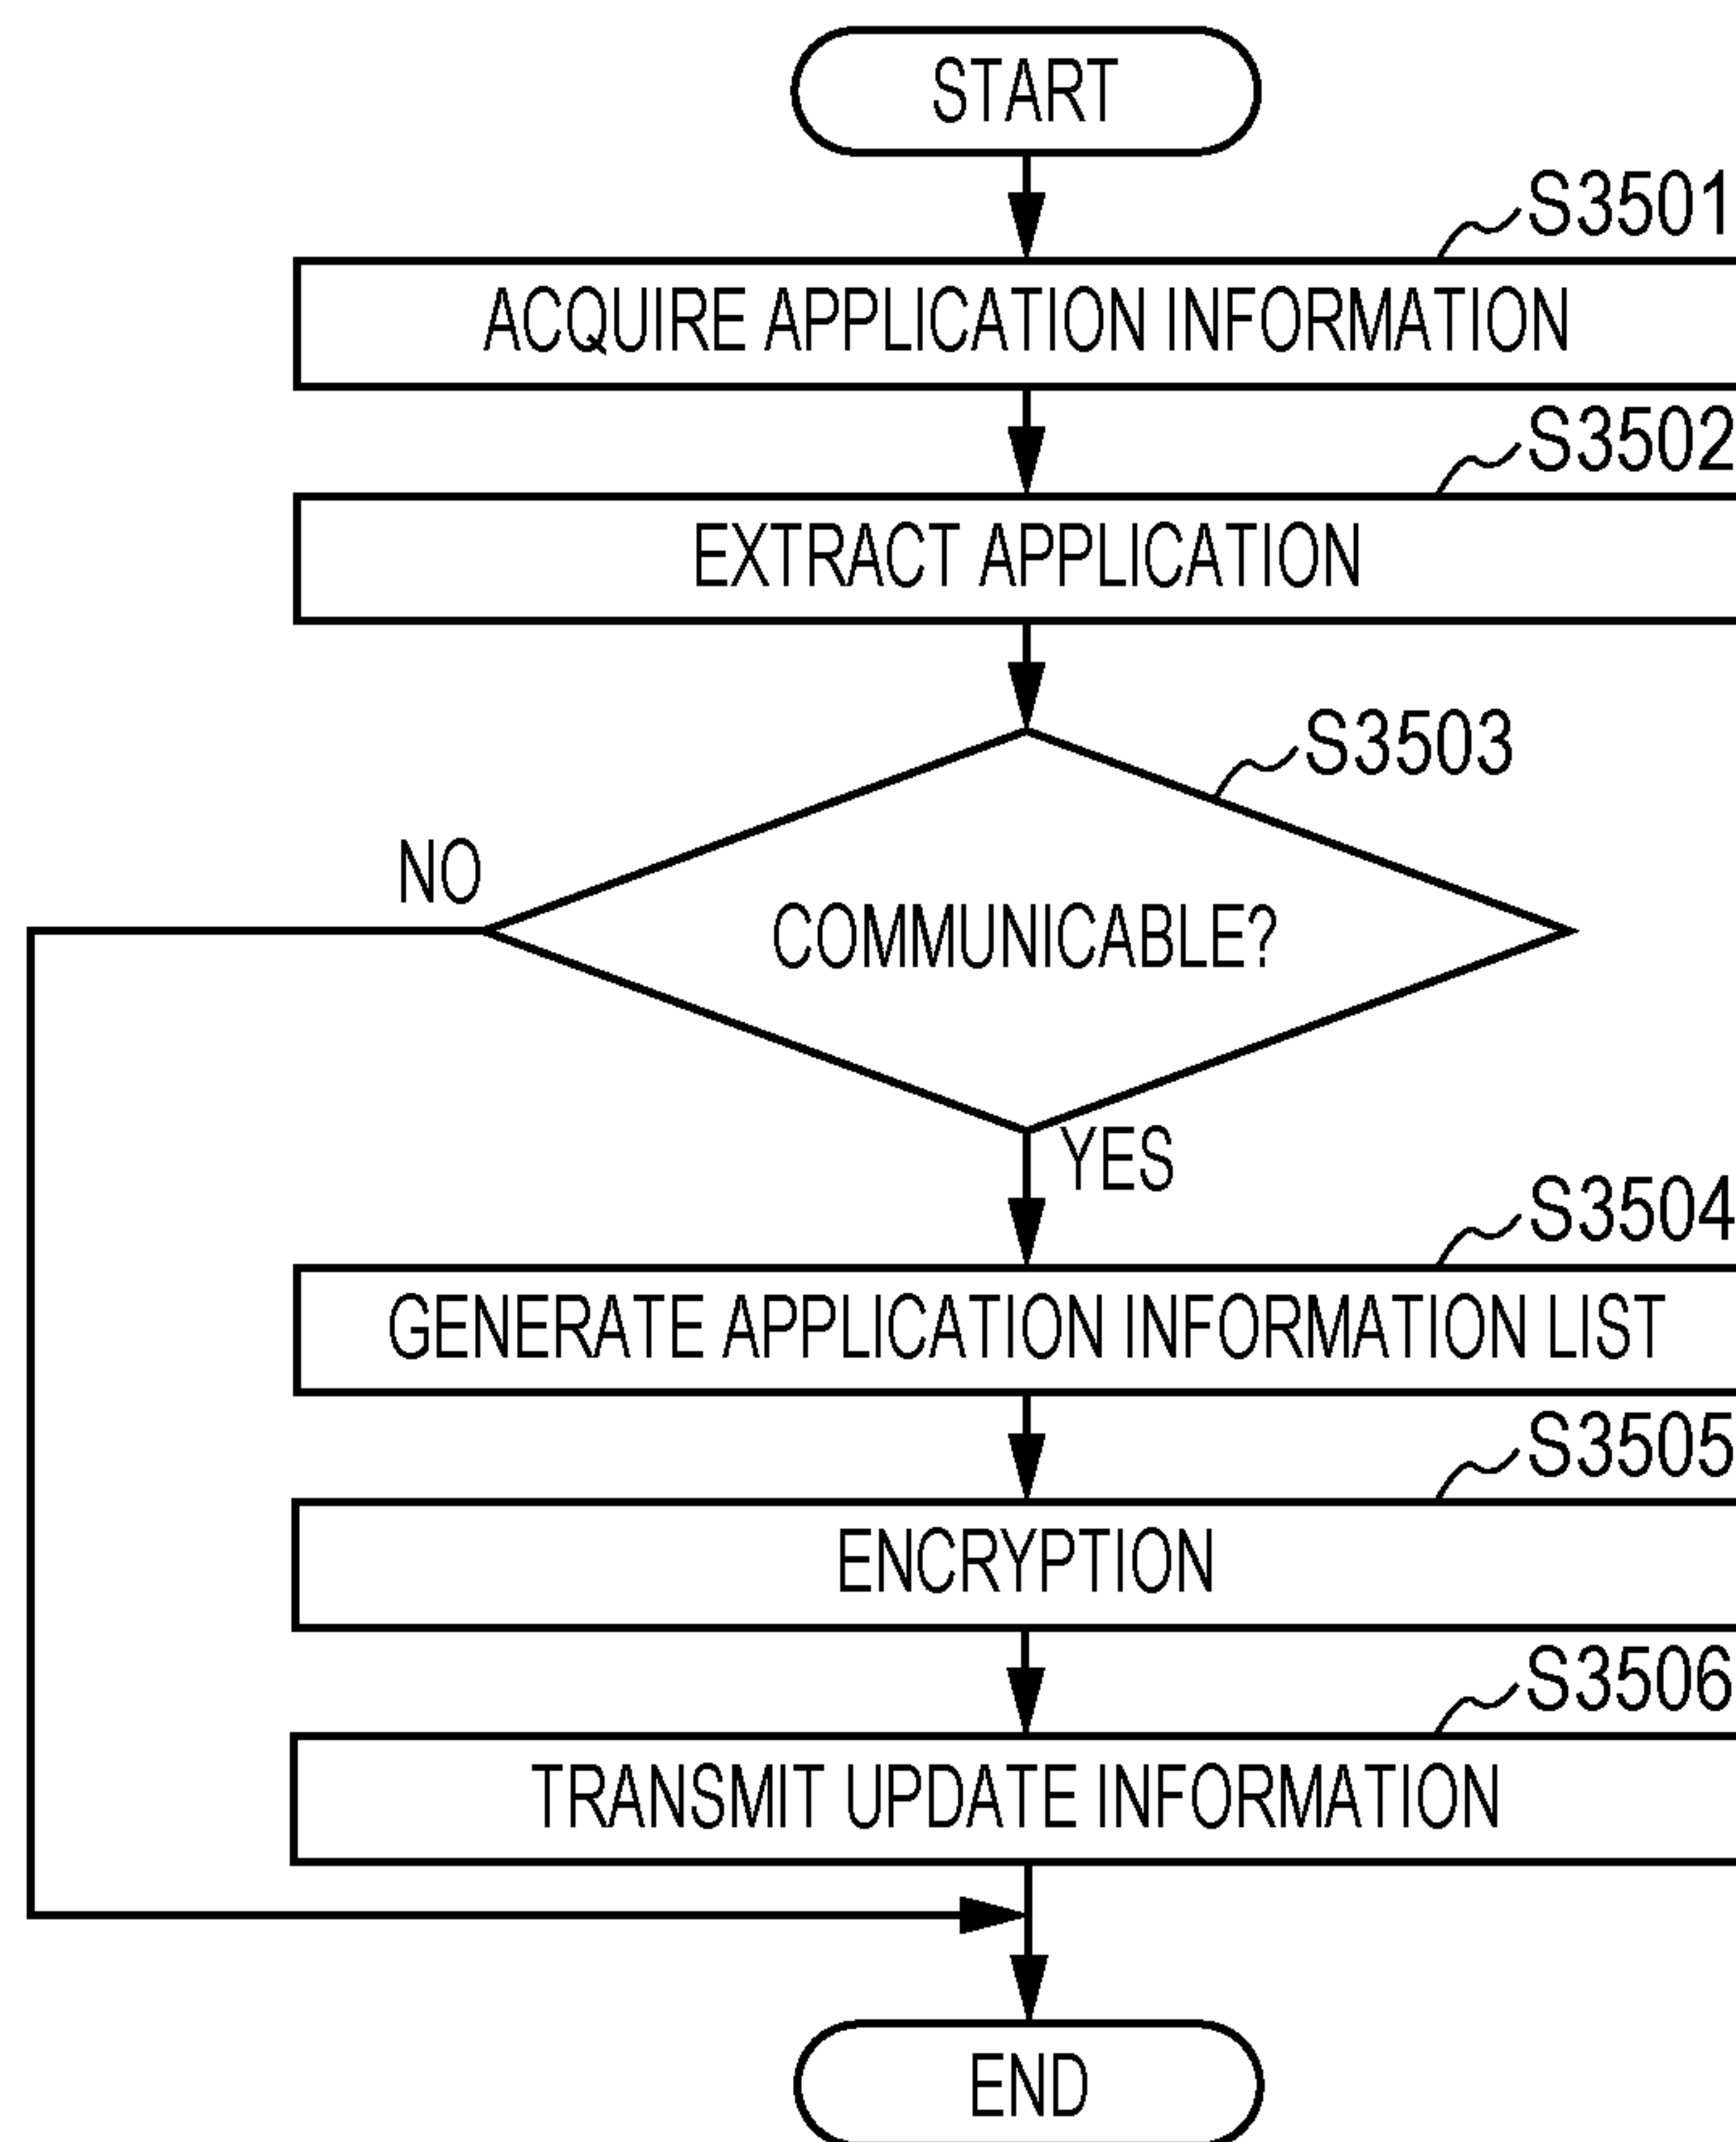 START
S3501
ACQUIRE APPLICATION INFORMATION
S3502
EXTRACT APPLICATION
S3503
NO
COMMUNICABLE?
YES
S3504
GENERATE APPLICATION INFORMATION LIST
S3505
ENCRYPTION
S3506
TRANSMIT UPDATE INFORMATION
END